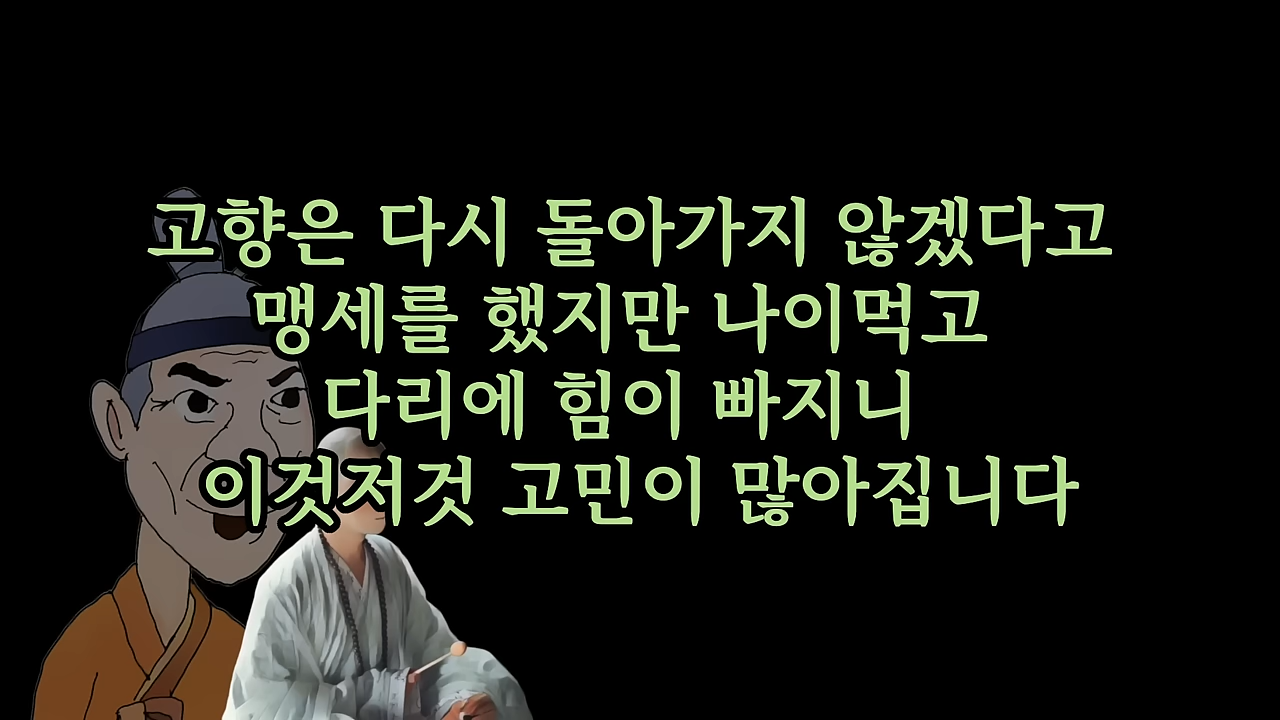 고향은 다시 돌아가지 않겠다고
맹세를 했지만 나이먹고
다리에 힘이 빠지니
이것저것 고민이 많아집니다